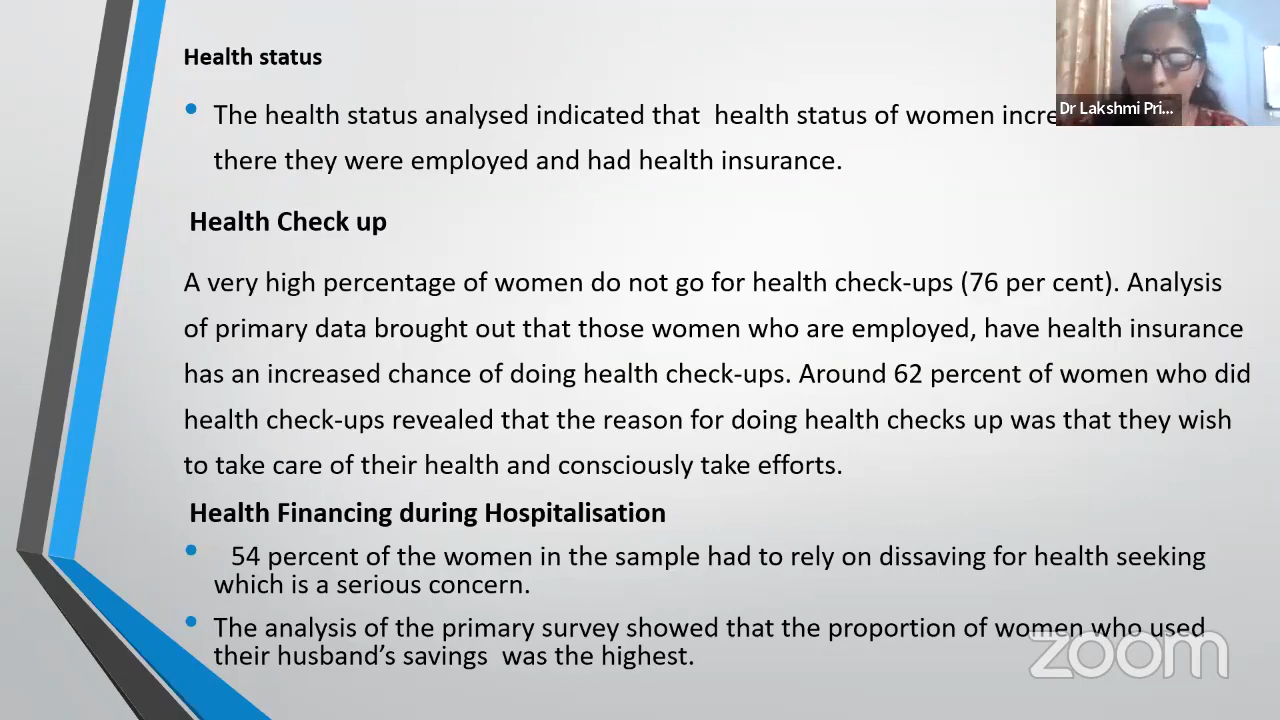 Health status
The health status analysed indicated that health status of women incre
there they were employed and had health insurance.
Health Check up
A very high percentage of women do not go for health check-ups (76 per cent). Analysis
of primary data brought out that those women who are employed, have health insurance
has an increased chance of doing health check-ups. Around 62 percent of women who did
health check-ups revealed that the reason for doing health checks up was that they wish
to take care of their health and consciously take efforts.
Health Financing during Hospitalisation
54 percent of the women in the sample had to rely on dissaving for health seeking
which is a serious concern.
The analysis of the primary survey showed that the proportion of women who used
their husband's savings was the highest.
Dr Lakshmi Pri...
zoom